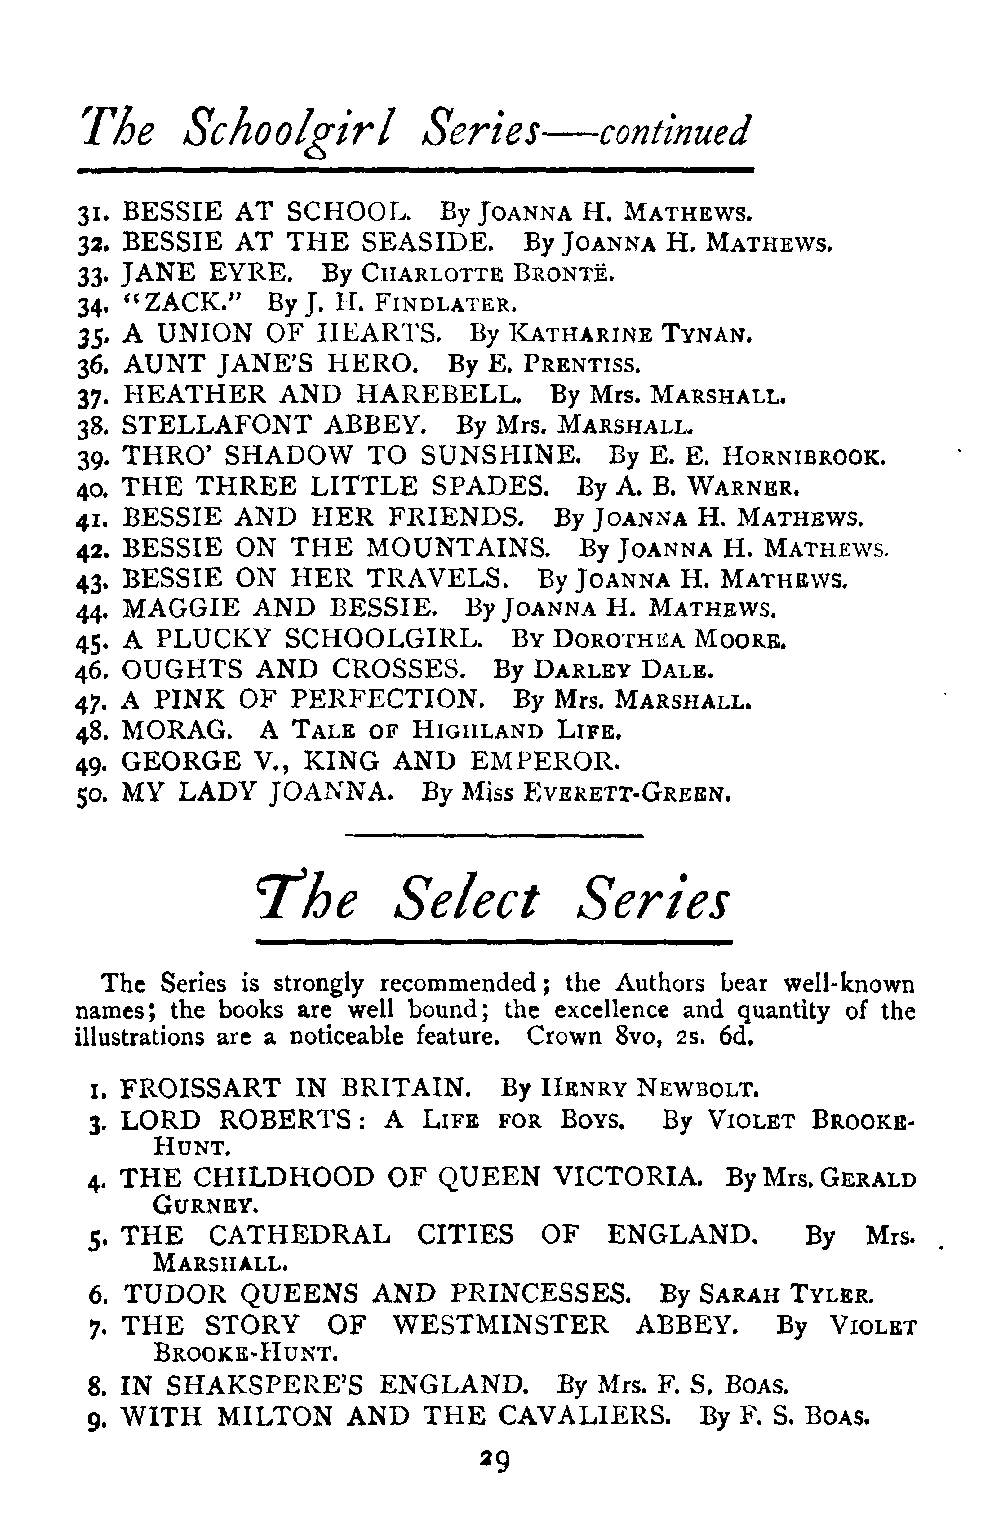 The Schoolgirl Series—continued
31. BESSIE AT SCHOOL. By JOANNA H. MATHEWS.
32. BESSIE AT THE SEASIDE. By JOANNA H. MATHEWS.
33. JANE EYRE. By CHARLOTTE BRONTË.
34. “ZACK.” By J. H. FINDLATER.
35. A UNION OF HEARTS. By KATHARINE TYNAN.
36. AUNT JANE'S HERO. By E. PRENTISS.
37. HEATHER AND HAREBELL. By Mrs. MARSHALL.
38. STELLAFONT ABBEY. By Mrs. MARSHALL.
39. THRO' SHADOW TO SUNSHINE. By E. E. HORNIBROOK.
40. THE THREE LITTLE SPADES. By A. B. WARNER.
41. BESSIE AND HER FRIENDS. By JOANNA H. MATHEWS.
42. BESSIE ON THE MOUNTAINS. By JOANNA H. MATHEWS.
43. BESSIE ON HER TRAVELS. By JOANNA H. MATHEWS.
44. MAGGIE AND BESSIE. By JOANNA H. MATHEWS.
45. A PLUCKY SCHOOLGIRL. BY DOROTHEA MOORE.
46. OUGHTS AND CROSSES. By DARLEY DALE.
47. A PINK OF PERFECTION. By Mrs. MARSHALL.
48. MORAG. A TALE OF HIGHLAND LIFE.
49. GEORGE V., KING AND EMPEROR.
50. MY LADY JOANNA. By Miss EVERETT-GREEN.
The Select Series
The Series is strongly recommended; the Authors bear well-known
names; the books are well bound; the excellence and quantity of the
illustrations are a noticeable feature. Crown 8vo, 2s. 6d.
1. FROISSART IN BRITAIN. By HENRY NEWBOLT.
3. LORD ROBERTS: A LIFE FOR BOYS. By VIOLET BROOKE-
HUNT.
4. THE CHILDHOOD OF QUEEN VICTORIA. By Mrs. GERALD
GURNEY.
5. THE CATHEDRAL CITIES OF ENGLAND. By Mrs.
MARSHALL.
6. TUDOR QUEENS AND PRINCESSES. By SARAH TYLER.
7. THE STORY OF WESTMINSTER ABBEY. By VIOLET
BROOKE-HUNT.
8. IN SHAKSPERE'S ENGLAND. By Mrs. F. S. BOAS.
9. WITH MILTON AND THE CAVALIERS. By F. S. BOAS.
29